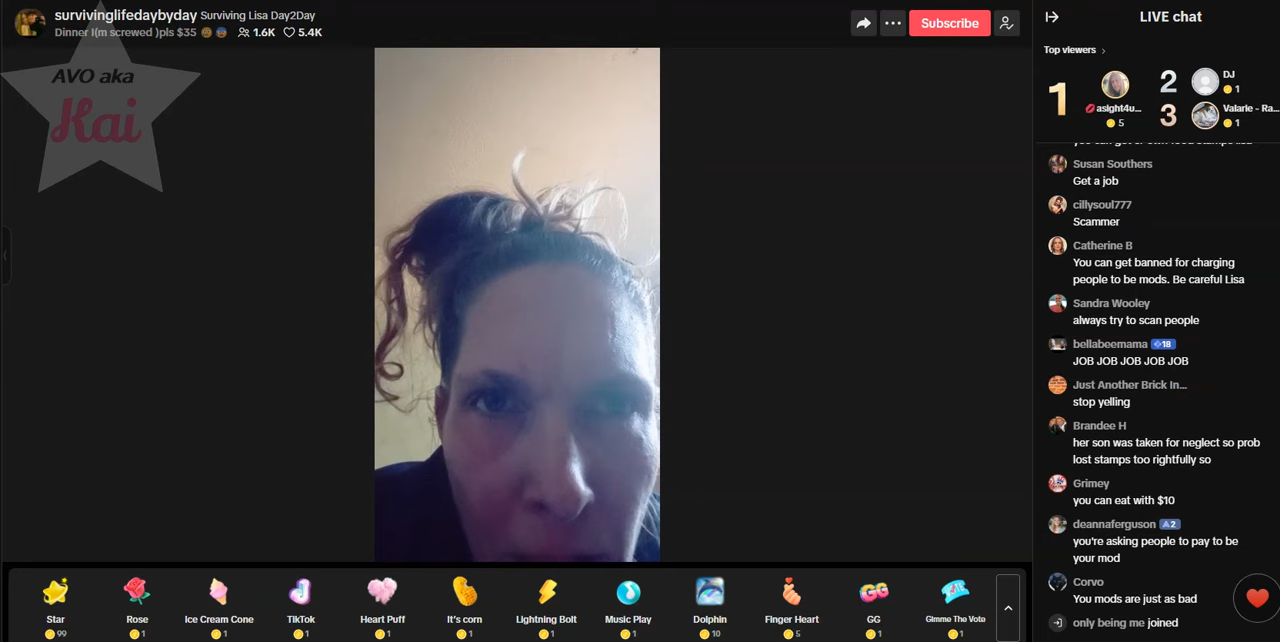 survivinglifedaybyday Surviving Lisa Day2Day
Dinner I(m screwed )pls $35 1.6K 5.4K
Subscribe
AVO aka
Kai
LIVE chat
Top viewers
1
asight4u...
5
2
DJ
1
3
Valarie - Ra...
1
Susan Southers
Get a job
cillysoul777
Scammer
Catherine B
You can get banned for charging
people to be mods. Be careful Lisa
Sandra Wooley
always try to scan people
bellabeemama 18
JOB JOB JOB JOB JOB
Just Another Brick In...
stop yelling
Brandee H
her son was taken for neglect so prob
lost stamps too rightfully so
Grimey
you can eat with $10
deannaferguson 2
you're asking people to pay to be
your mod
Corvo
You mods are just as bad
only being me joined
Star Rose Ice Cream Cone TikTok Heart Puff It's corn Lightning Bolt Music Play Dolphin Finger Heart GG Gimme The Vote
99 1 1 1 1 1 1 1 10 5 1 1